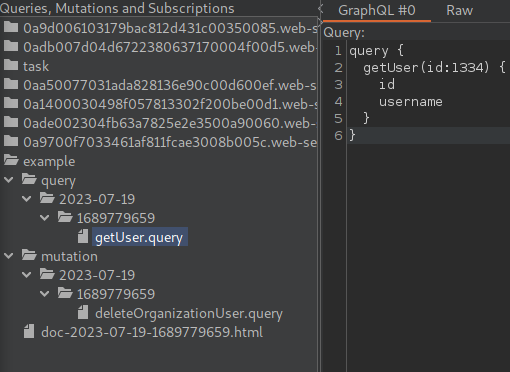 Queries, Mutations and Subscriptions
0a9d006103179bac812d431c00350085.web-s
0adb007d04d6722380637170004f00d5.web-
task
0aa50077031ada828136e90c00d600ef.web-s
0a1400030498f057813302f200be00d1.web-s
0ade002304fb63a7825e2e3500a90060.web-
0a9700f7033461af811fcae3008b005c.web-se
example
query
2023-07-19
1689779659
getUser.query
mutation
2023-07-19
1689779659
deleteOrganizationUser.query
doc-2023-07-19-1689779659.html
GraphQL #0 Raw
Query:
1 query {
2 getUser(id:1334) {
3 id
4 username
5 }
6 }